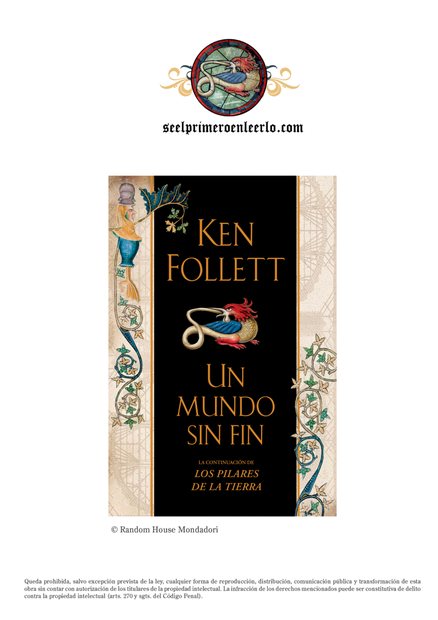 seelprimeroenleerlo.com
KEN
FOLLETT
UN
MUNDO
SIN FIN
LA CONTINUACIÓN DE
LOS PILARES
DE LA TIERRA
© Random House Mondadori
Queda prohibida, salvo excepción prevista de la ley, cualquier forma de reproducción, distribución, comunicación pública y transformación de esta
obra sin contar con autorización de los titulares de la propiedad intelectual. La infracción de los derechos mencionados puede ser constitutiva de delito
contra la propiedad intelectual (arts. 270 y sgts. del Código Penal).